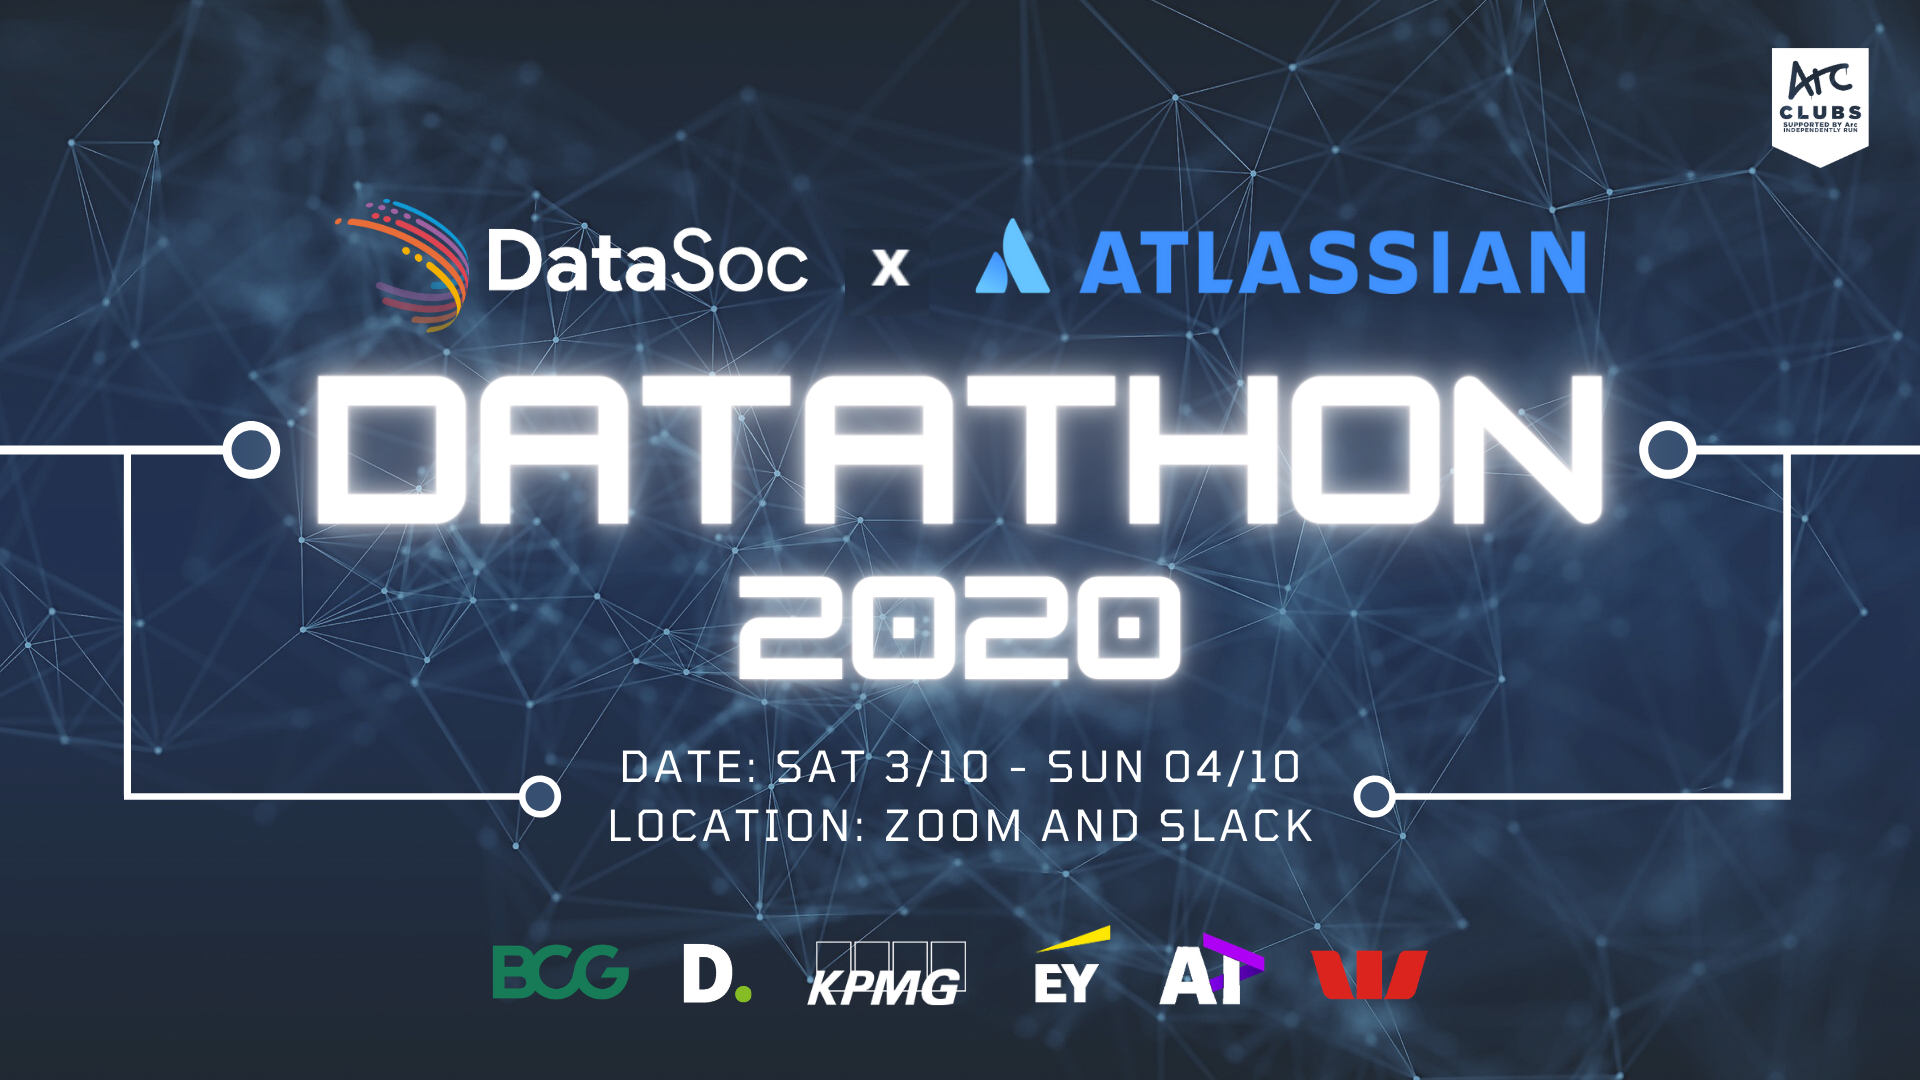 Arc
CLUBS
SUPPORTED BY Arc
INDEPENDENTLY RUN
DataSoc x ATLASSIAN
DATATHON
2020
DATE: SAT 3/10 - SUN 04/10
LOCATION: ZOOM AND SLACK
BCG D. KPMG EY AI W